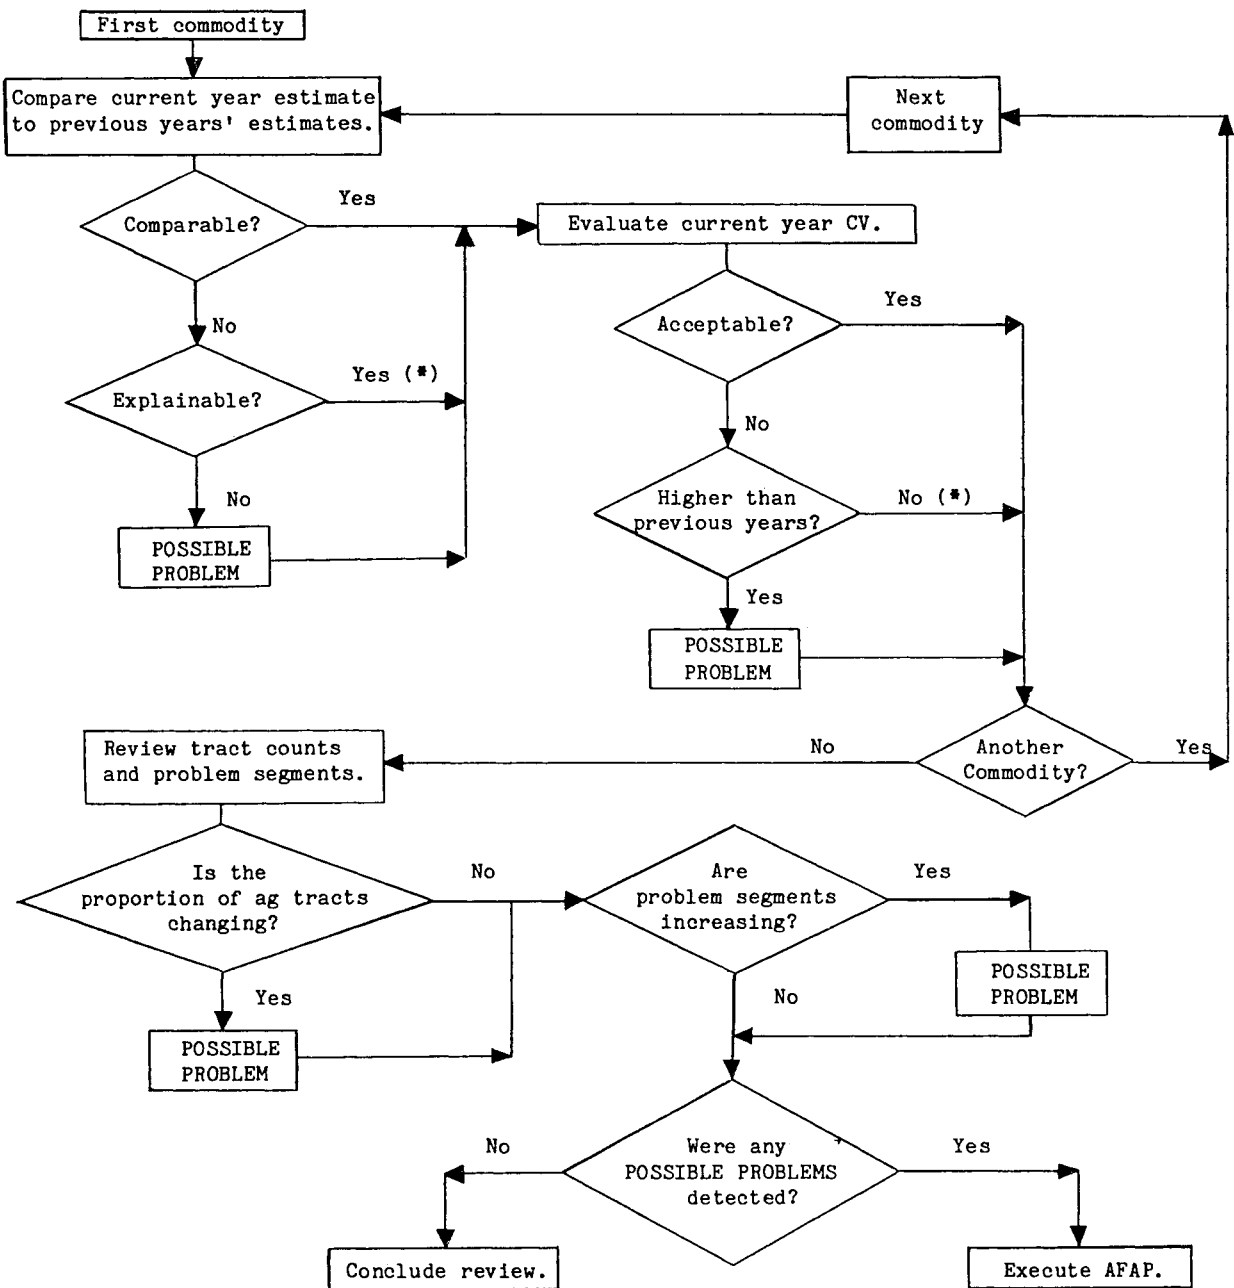 First commodity
Compare current year estimate
to previous years' estimates.
Next
commodity
Comparable?
Yes
Evaluate current year CV.
No
Acceptable?
Yes
Explainable?
Yes (*)
No
No
Higher than
previous years?
No (*)
POSSIBLE
PROBLEM
Yes
POSSIBLE
PROBLEM
Another
Commodity?
Yes
No
Review tract counts
and problem segments.
Is the
proportion of ag tracts
changing?
No
Are
problem segments
increasing?
Yes
Yes
POSSIBLE
PROBLEM
No
POSSIBLE
PROBLEM
Were any
POSSIBLE PROBLEMS
detected?
No
Yes
Conclude review.
Execute AFAP.